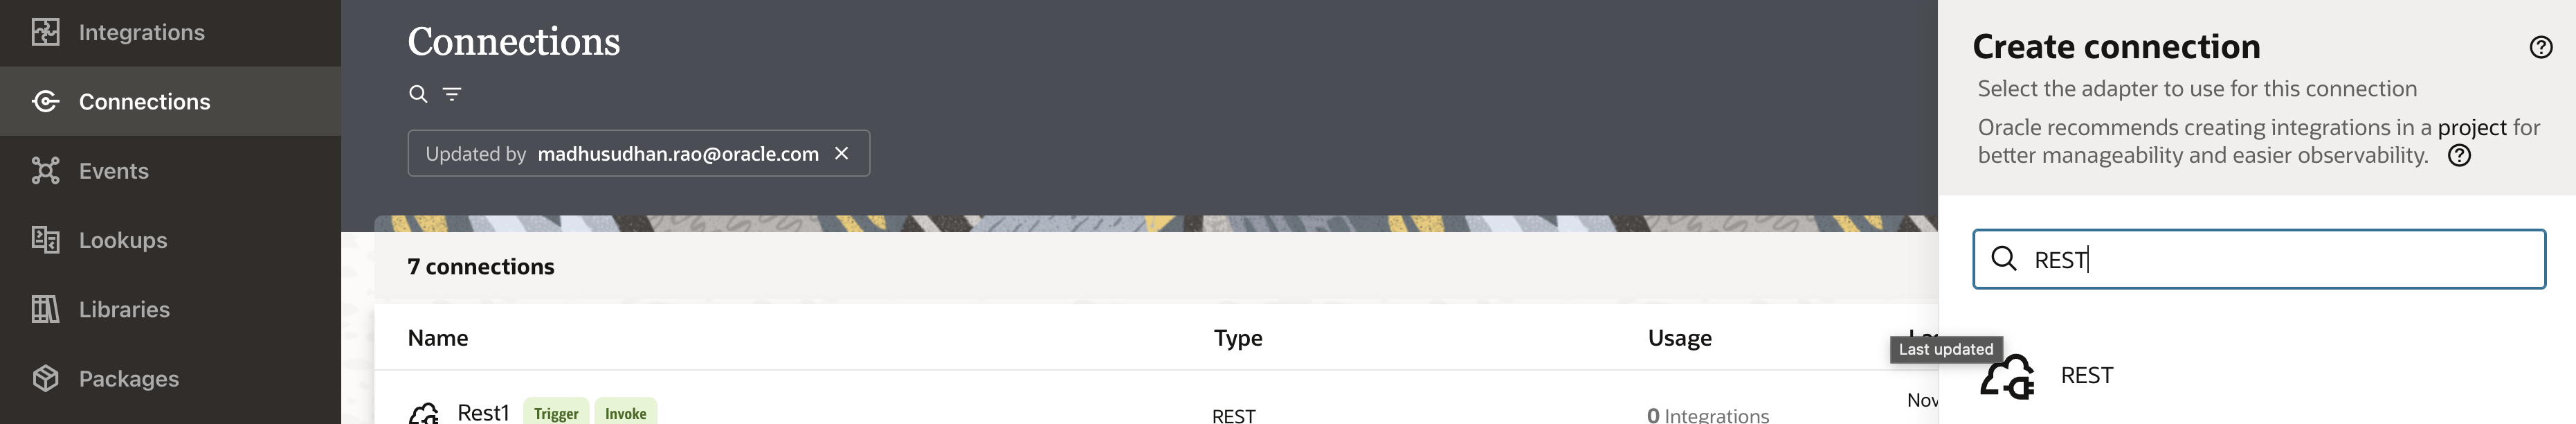 Integrations
Connections
Events
Lookups
Libraries
Packages
Connections
Updated by madhusudhan.rao@oracle.com
7 connections
Name Type Usage
Last updated
Rest1 Trigger Invoke REST 0 Integrations Nov
Create connection
Select the adapter to use for this connection
Oracle recommends creating integrations in a project for
better manageability and easier observability.
REST
REST